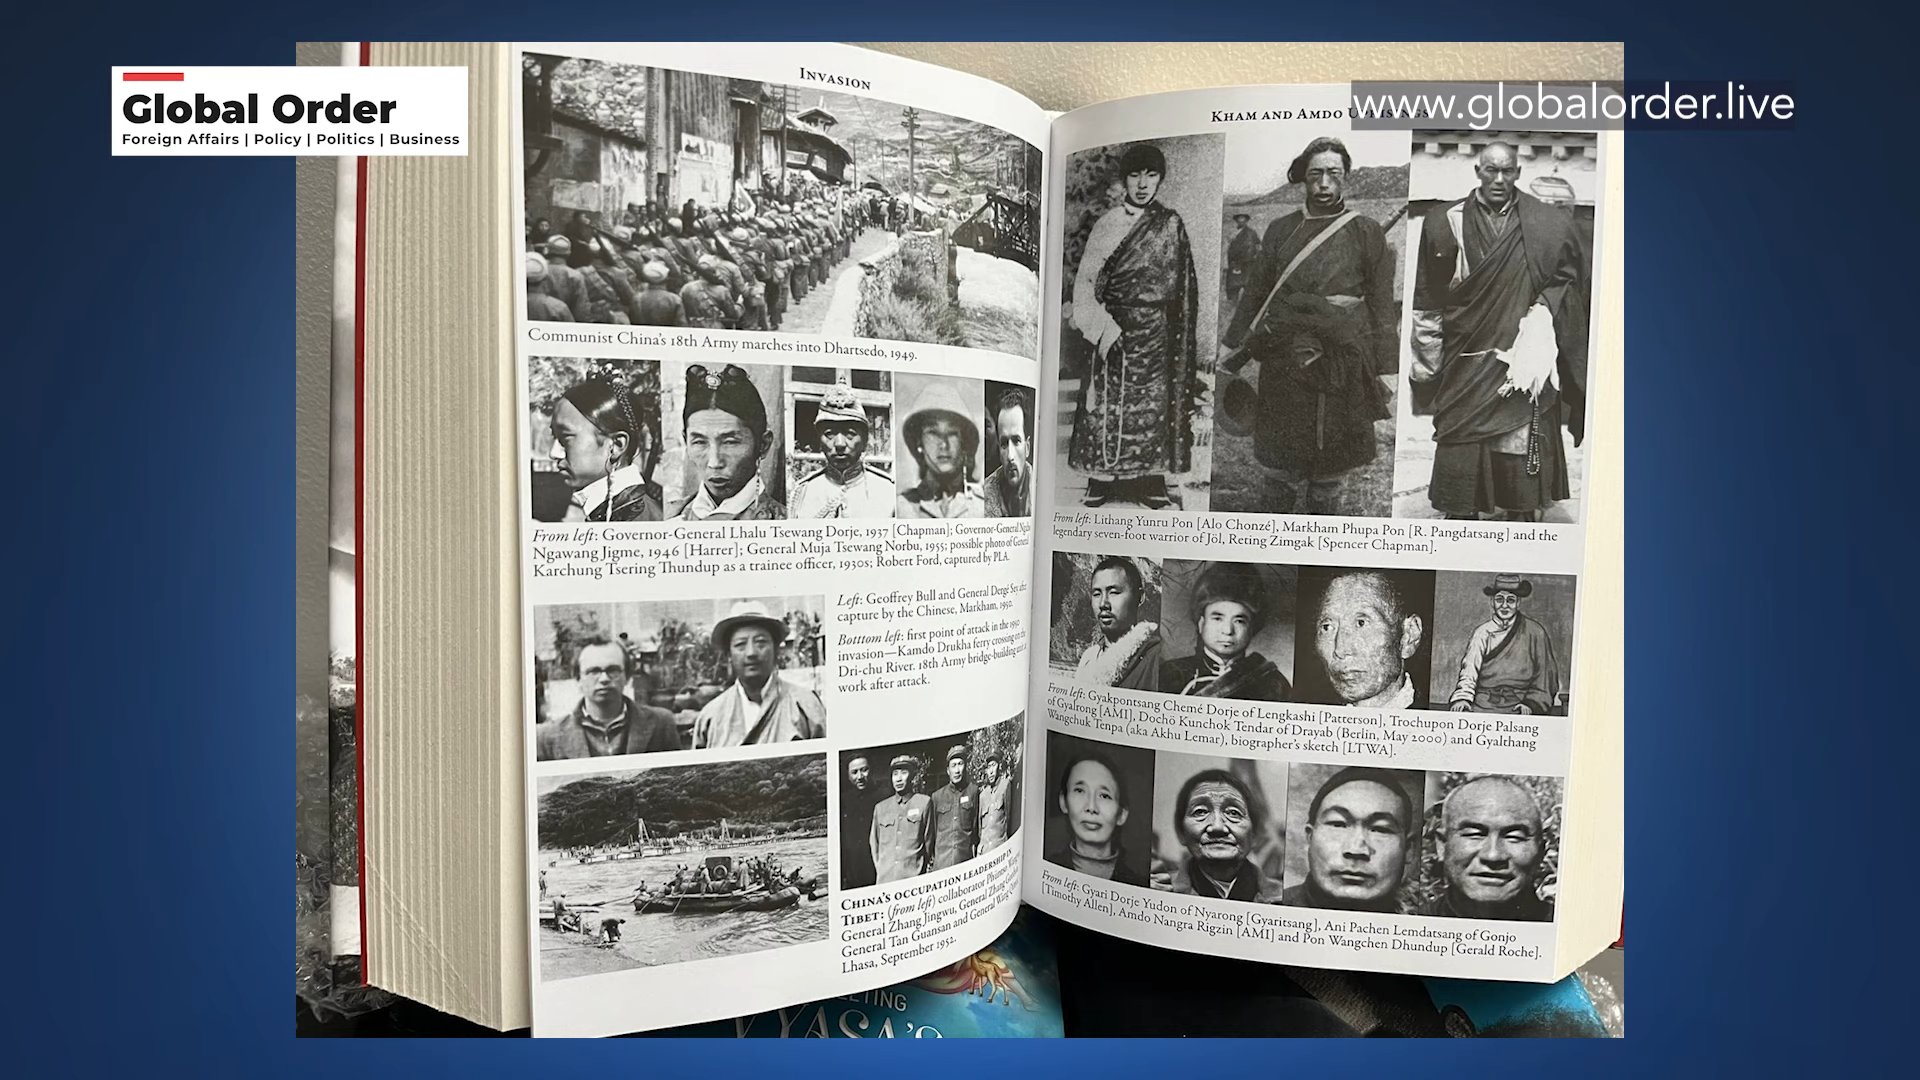 Global Order
Foreign Affairs | Policy | Politics | Business
www.globalorder.live
INVASION
Communist China's 18th Army marches into Dhartsedo, 1949.
From left: Governor-General Lhalu Tsewang Dorje, 1937 [Chapman]; Governor-General
Ngawang Jigme, 1946 [Harrer]; General Muja Tsewang Norbu, 1955; possible photo of General
Karchung Tsering Thundup as a trainee officer, 1930s; Robert Ford, captured by PLA.
Left: Geoffrey Bull and General Dergé Sey after
capture by the Chinese, Markham, 1950.
Botttom left: first point of attack in the 1950
invasion—Kamdo Drukha ferry crossing on the
Dri-chu River. 18th Army bridge-building unit at
work after attack.
CHINA'S OCCUPATION LEADERSHIP IN
TIBET: (from left) collaborator Phuntso
General Zhang Jingwu, General Zhang
General Tan Guansan and General Wang
Lhasa, September 1952.
KHAM AND AMDO UPRISINGS
From left: Lithang Yunru Pon [Alo Chonzé], Markham Phupa Pon [R. Pangdatsang] and the
legendary seven-foot warrior of Jöl, Reting Zimgak [Spencer Chapman].
From left: Gyakpontsang Chemé Dorje of Lengkashi [Patterson], Trochupon Dorje Palsang
of Gyalrong [AMI], Dochö Kunchok Tendar of Drayab (Berlin, May 2000) and Gyalthang
Wangchuk Tenpa (aka Akhu Lemar), biographer's sketch [LTWA].
From left: Gyari Dorje Yudon of Nyarong [Gyaritsang], Ani Pachen Lemdatsang of Gonjo
[Timothy Allen], Amdo Nangra Rigzin [AMI] and Pon Wangchen Dhundup [Gerald Roche].
VYASA'S